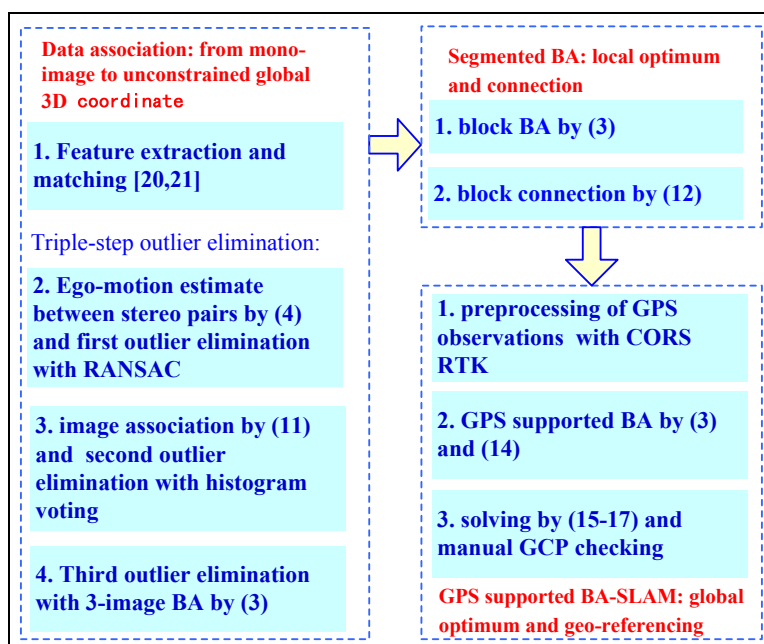 Data association: from mono-
image to unconstrained global
3D coordinate
1. Feature extraction and
matching [20,21]
Triple-step outlier elimination:
2. Ego-motion estimate
between stereo pairs by (4)
and first outlier elimination
with RANSAC
3. image association by (11)
and second outlier
elimination with histogram
voting
4. Third outlier elimination
with 3-image BA by (3)
Segmented BA: local optimum
and connection
1. block BA by (3)
2. block connection by (12)
1. preprocessing of GPS
observations with CORS
RTK
2. GPS supported BA by (3)
and (14)
3. solving by (15-17) and
manual GCP checking
GPS supported BA-SLAM: global
optimum and geo-referencing